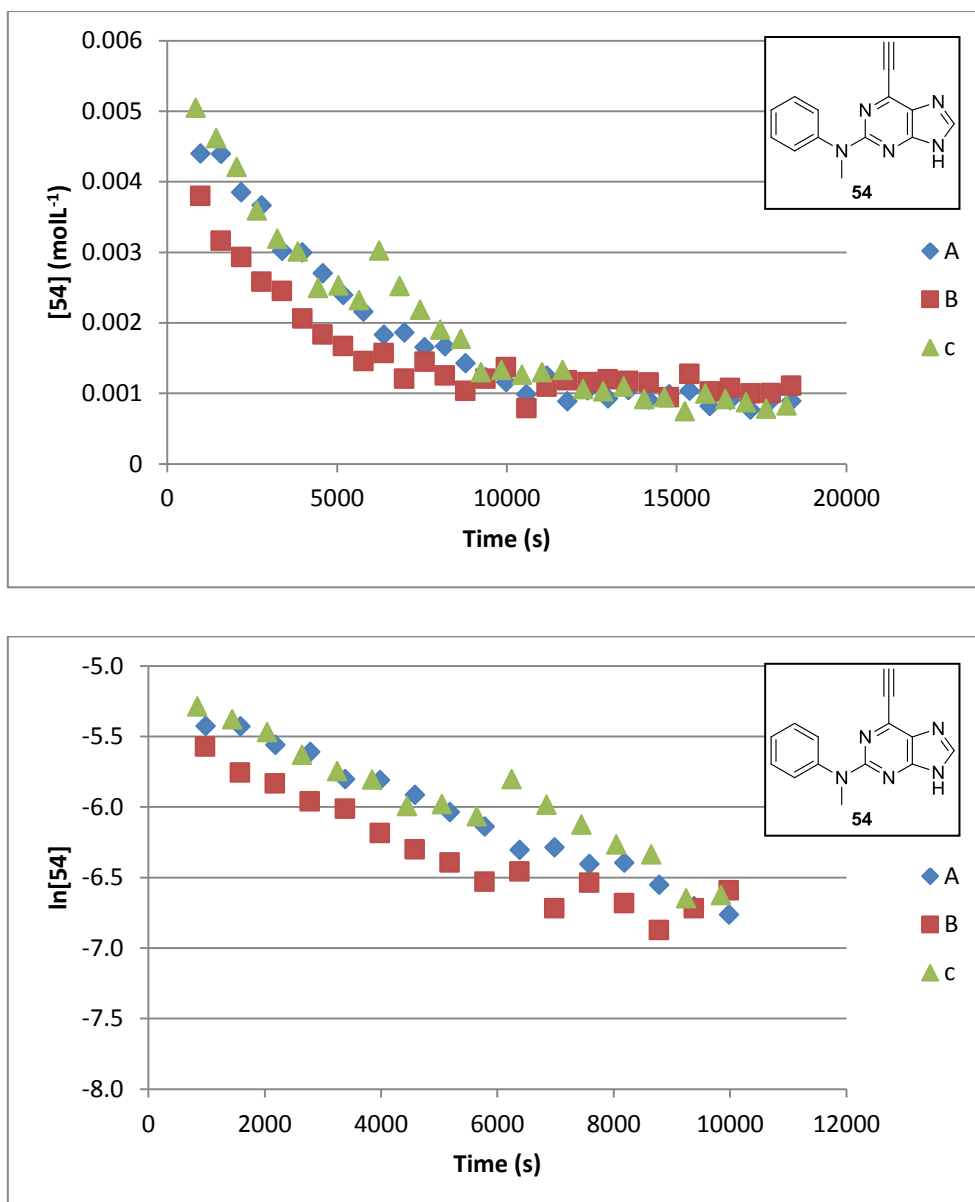 0.006
0.005
0.004
0.003
0.002
0.001
0
[54] (molL⁻¹)
0
5000
10000
15000
20000
Time (s)
N
N
N
N
N
H
54
A
B
c
-5.0
-5.5
-6.0
-6.5
-7.0
-7.5
-8.0
ln[54]
0
2000
4000
6000
8000
10000
12000
Time (s)
N
N
N
N
N
H
54
A
B
c